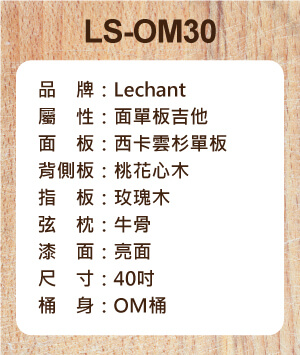 LS-OM30
品　牌：Lechant
屬　性：面單板吉他
面　板：西卡雲杉單板
背側板：桃花心木
指　板：玫瑰木
弦　枕：牛骨
漆　面：亮面
尺　寸：40吋
桶　身：OM桶